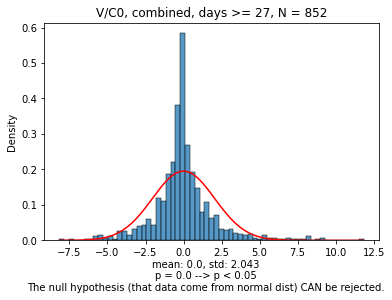 V/C0, combined, days >= 27, N = 852
Density
0.6
0.5
0.4
0.3
0.2
0.1
0.0
−7.5 −5.0 −2.5 0.0 2.5 5.0 7.5 10.0 12.5
mean: 0.0, std: 2.043
p = 0.0 --> p < 0.05
The null hypothesis (that data come from normal dist) CAN be rejected.